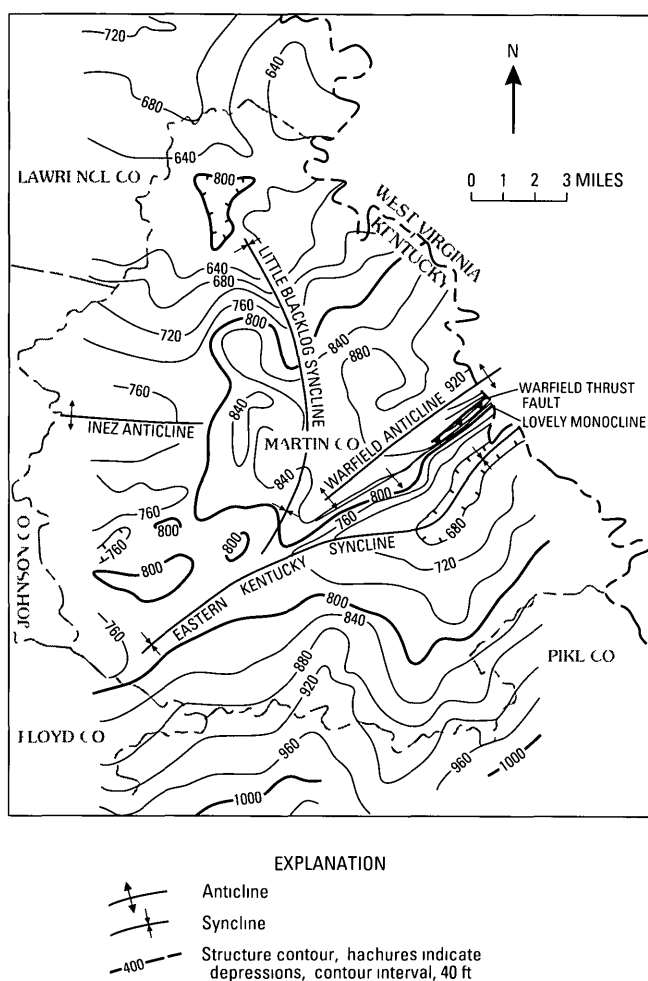 720
640
N
680
640
LAWRI NCL CO
800
0 1 2 3 MILES
WEST VIRGINIA
KENTUCKY
LITTLE BLACKLOG SYNCLINE
640
680
760
720
800
840
880
920
760
WARFIELD THRUST
FAULT
LOVELY MONOCLINE
INEZ ANTICLINE
840
MARTIN CO
WARFIELD ANTICLINE
840
800
760
760
680
800
760
800
800
EASTERN KENTUCKY SYNCLINE
720
JOHNSON CO
760
800
840
880
PIKL CO
920
I LOYD CO
960
960
1000
1000
EXPLANATION
Anticline
Syncline
400
Structure contour, hachures indicate
depressions, contour interval, 40 ft